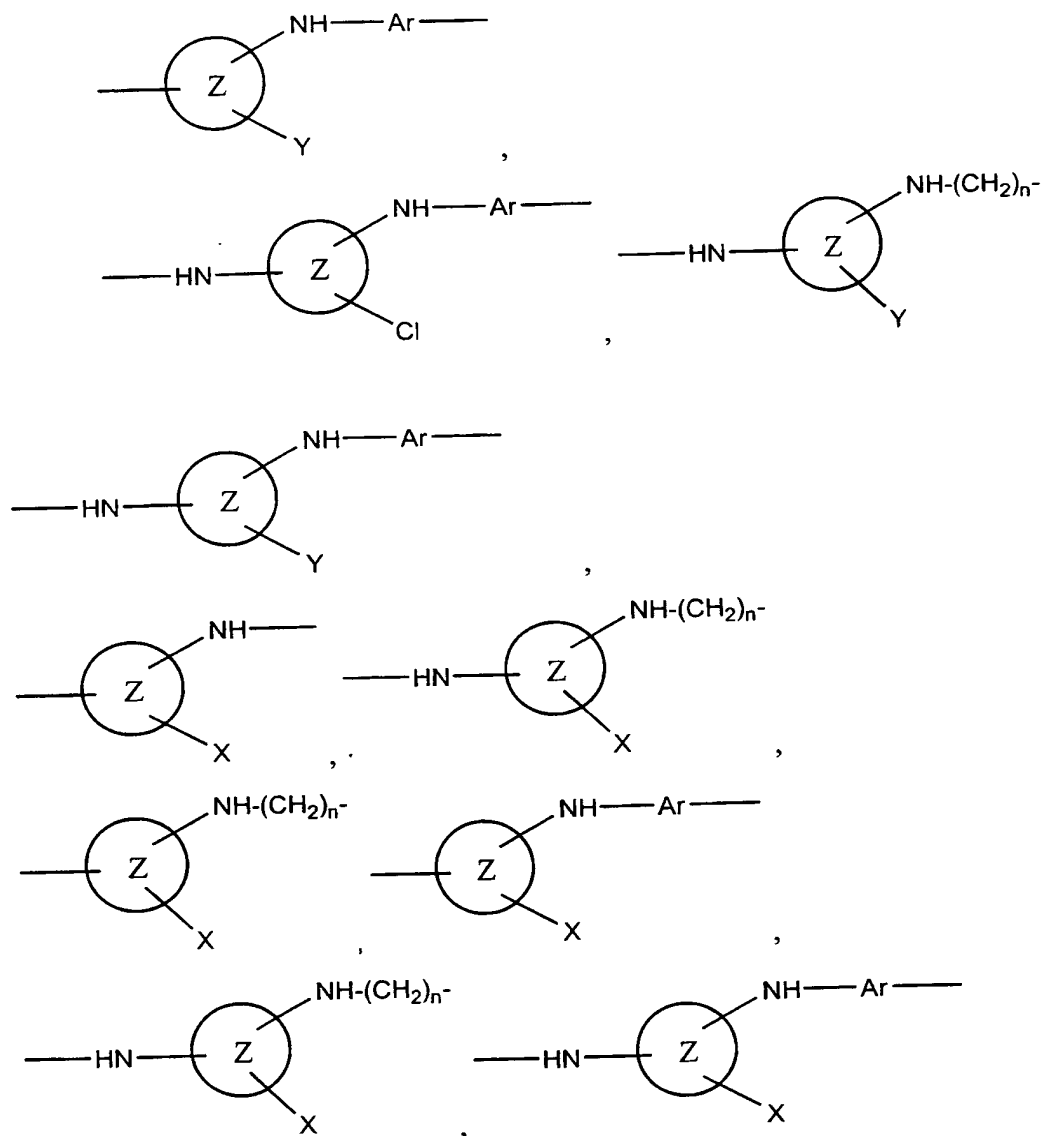 NH—Ar—
Z
Y
,
NH—Ar— NH-(CH2)n-
—HN— Z —HN— Z
Cl Y
,
NH—Ar—
—HN— Z
Y
,
NH— NH-(CH2)n-
Z —HN— Z
X X
, ,
NH-(CH2)n- NH—Ar—
Z Z
X X
, ,
NH-(CH2)n- NH—Ar—
—HN— Z —HN— Z
X X
,